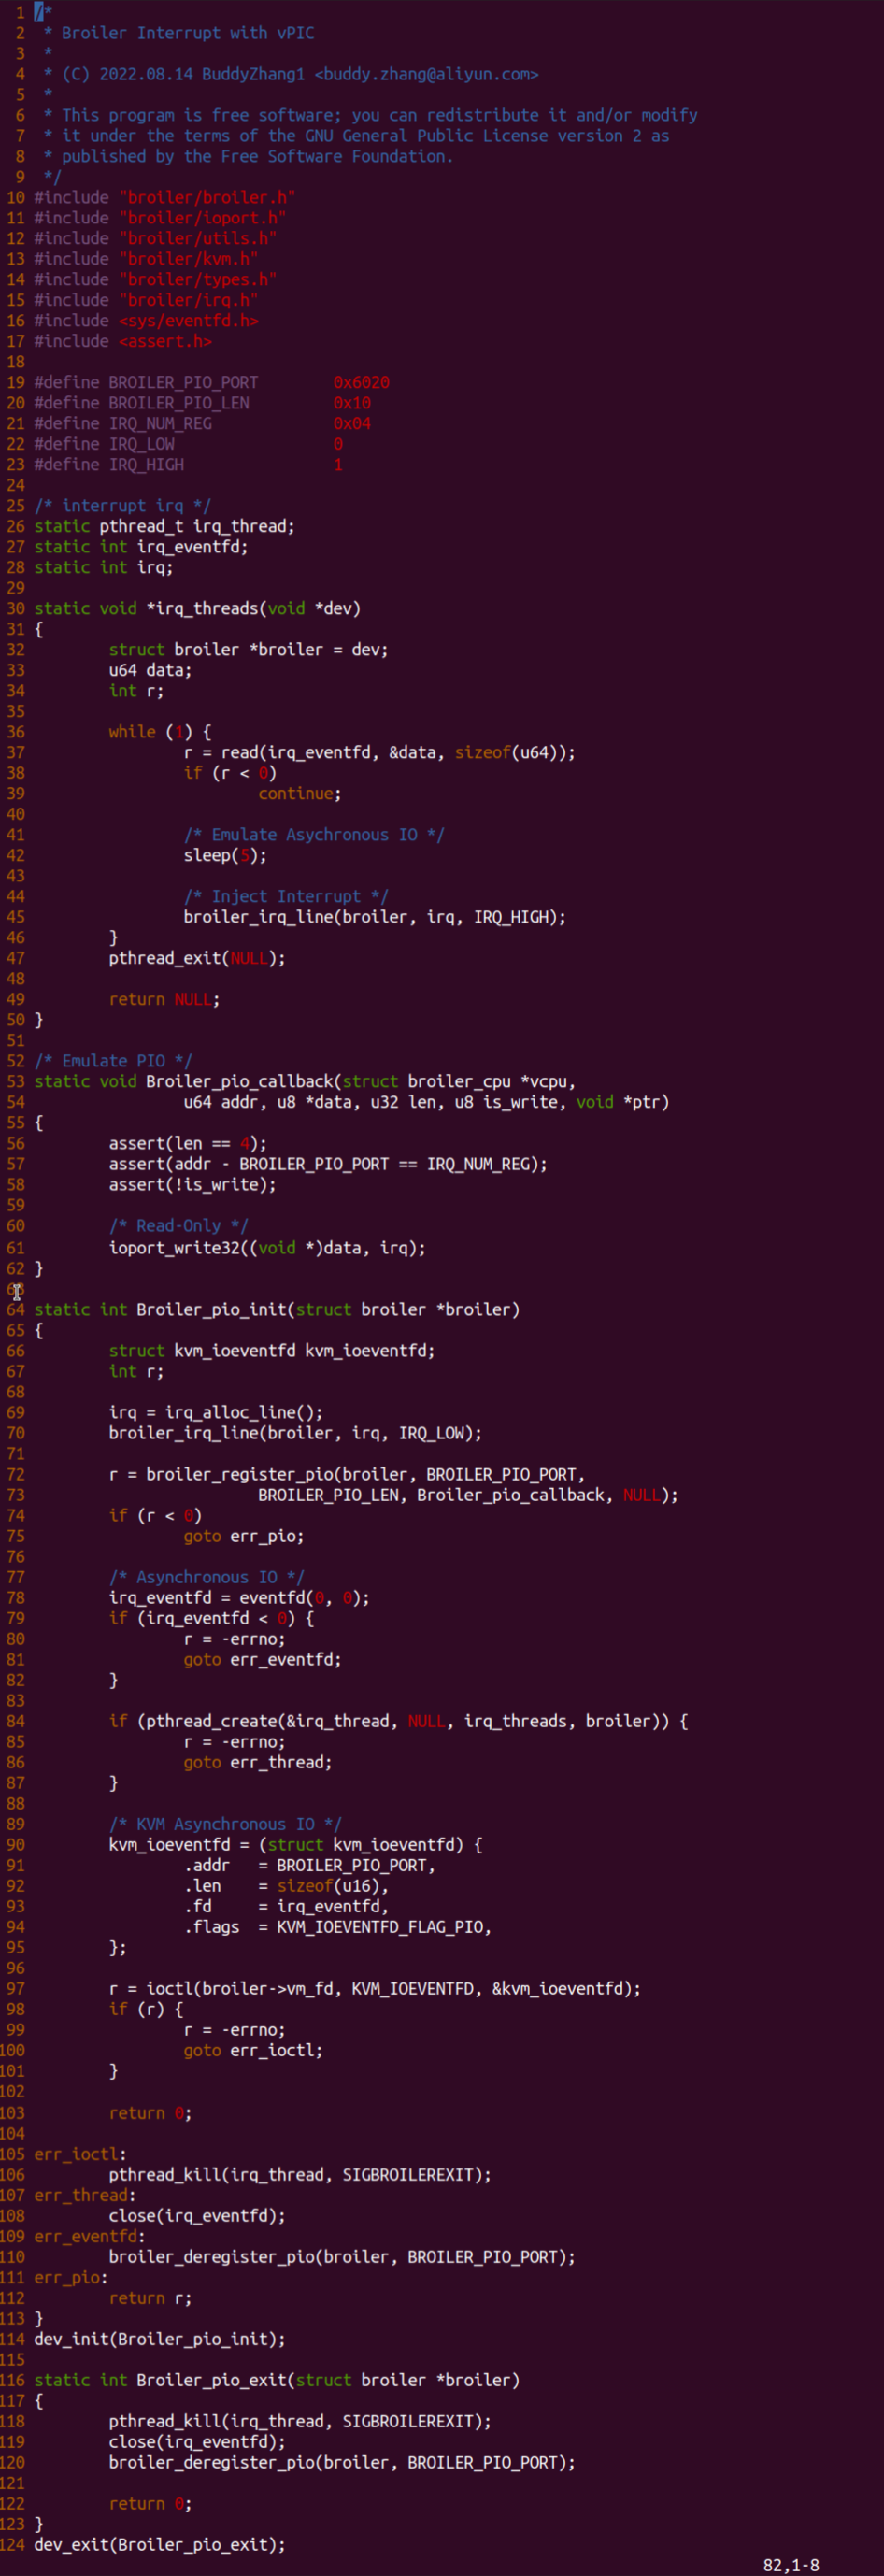 1 /*
2  * Broiler Interrupt with vPIC
3  *
4  * (C) 2022.08.14 BuddyZhang1 <buddy.zhang@aliyun.com>
5  *
6  * This program is free software; you can redistribute it and/or modify
7  * it under the terms of the GNU General Public License version 2 as
8  * published by the Free Software Foundation.
9  */
10 #include "broiler/broiler.h"
11 #include "broiler/ioport.h"
12 #include "broiler/utils.h"
13 #include "broiler/kvm.h"
14 #include "broiler/types.h"
15 #include "broiler/irq.h"
16 #include <sys/eventfd.h>
17 #include <assert.h>
18
19 #define BROILER_PIO_PORT        0x6020
20 #define BROILER_PIO_LEN         0x10
21 #define IRQ_NUM_REG             0x04
22 #define IRQ_LOW                 0
23 #define IRQ_HIGH                1
24
25 /* interrupt irq */
26 static pthread_t irq_thread;
27 static int irq_eventfd;
28 static int irq;
29
30 static void *irq_threads(void *dev)
31 {
32         struct broiler *broiler = dev;
33         u64 data;
34         int r;
35
36         while (1) {
37                 r = read(irq_eventfd, &data, sizeof(u64));
38                 if (r < 0)
39                         continue;
40
41                 /* Emulate Asychronous IO */
42                 sleep(5);
43
44                 /* Inject Interrupt */
45                 broiler_irq_line(broiler, irq, IRQ_HIGH);
46         }
47         pthread_exit(NULL);
48
49         return NULL;
50 }
51
52 /* Emulate PIO */
53 static void Broiler_pio_callback(struct broiler_cpu *vcpu,
54                 u64 addr, u8 *data, u32 len, u8 is_write, void *ptr)
55 {
56         assert(len == 4);
57         assert(addr - BROILER_PIO_PORT == IRQ_NUM_REG);
58         assert(!is_write);
59
60         /* Read-Only */
61         ioport_write32((void *)data, irq);
62 }
63
64 static int Broiler_pio_init(struct broiler *broiler)
65 {
66         struct kvm_ioeventfd kvm_ioeventfd;
67         int r;
68
69         irq = irq_alloc_line();
70         broiler_irq_line(broiler, irq, IRQ_LOW);
71
72         r = broiler_register_pio(broiler, BROILER_PIO_PORT,
73                         BROILER_PIO_LEN, Broiler_pio_callback, NULL);
74         if (r < 0)
75                 goto err_pio;
76
77         /* Asynchronous IO */
78         irq_eventfd = eventfd(0, 0);
79         if (irq_eventfd < 0) {
80                 r = -errno;
81                 goto err_eventfd;
82         }
83
84         if (pthread_create(&irq_thread, NULL, irq_threads, broiler)) {
85                 r = -errno;
86                 goto err_thread;
87         }
88
89         /* KVM Asynchronous IO */
90         kvm_ioeventfd = (struct kvm_ioeventfd) {
91                 .addr   = BROILER_PIO_PORT,
92                 .len    = sizeof(u16),
93                 .fd     = irq_eventfd,
94                 .flags  = KVM_IOEVENTFD_FLAG_PIO,
95         };
96
97         r = ioctl(broiler->vm_fd, KVM_IOEVENTFD, &kvm_ioeventfd);
98         if (r) {
99                 r = -errno;
100                 goto err_ioctl;
101         }
102
103         return 0;
104
105 err_ioctl:
106         pthread_kill(irq_thread, SIGBROILEREXIT);
107 err_thread:
108         close(irq_eventfd);
109 err_eventfd:
110         broiler_deregister_pio(broiler, BROILER_PIO_PORT);
111 err_pio:
112         return r;
113 }
114 dev_init(Broiler_pio_init);
115
116 static int Broiler_pio_exit(struct broiler *broiler)
117 {
118         pthread_kill(irq_thread, SIGBROILEREXIT);
119         close(irq_eventfd);
120         broiler_deregister_pio(broiler, BROILER_PIO_PORT);
121
122         return 0;
123 }
124 dev_exit(Broiler_pio_exit);
82,1-8